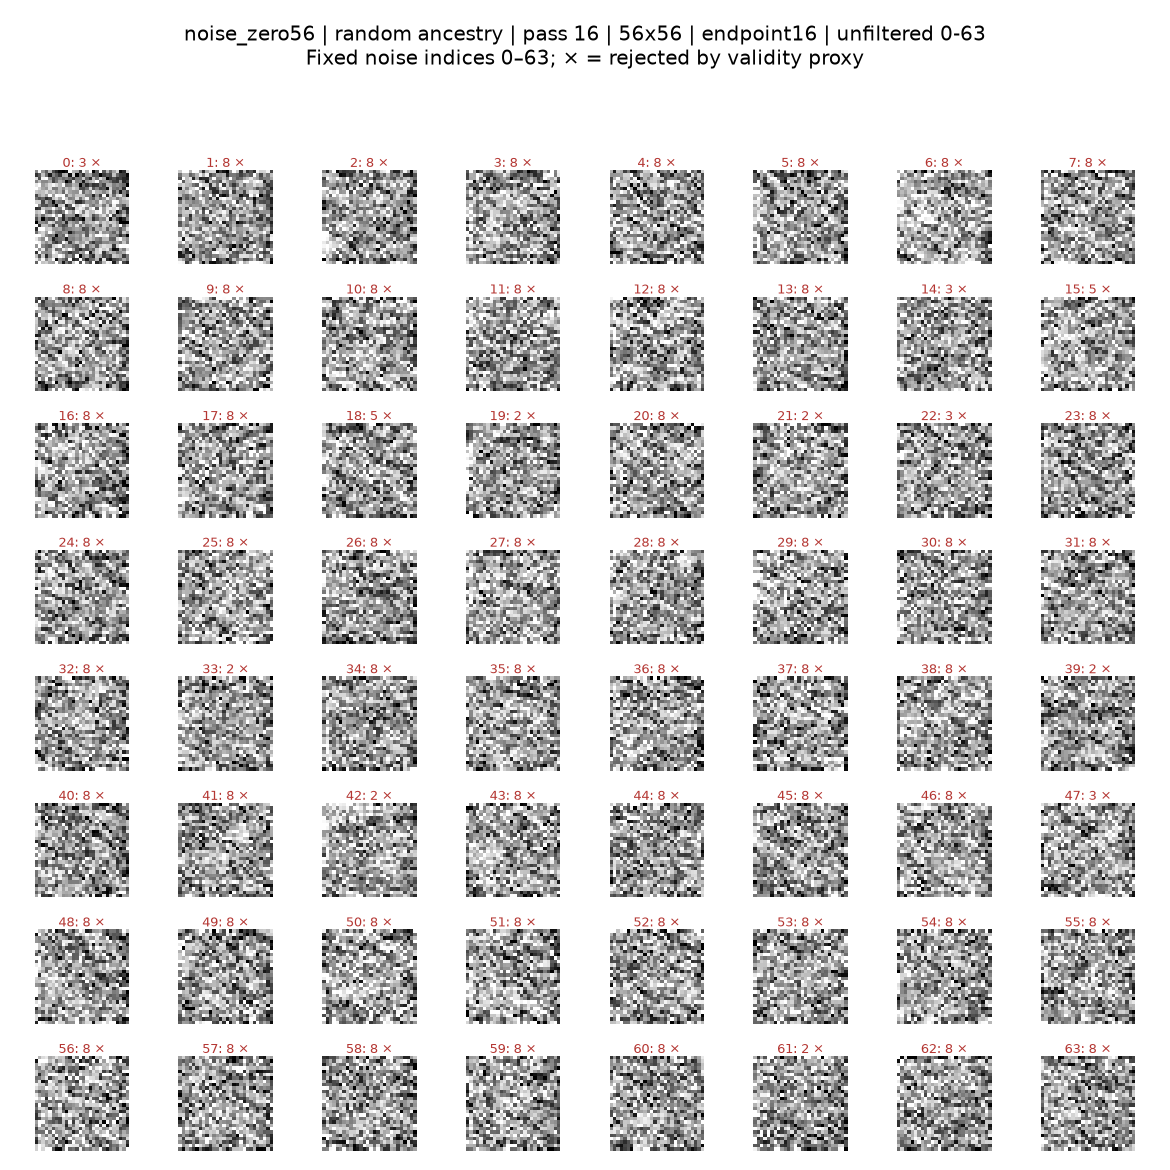 noise_zero56 | random ancestry | pass 16 | 56x56 | endpoint16 | unfiltered 0-63
Fixed noise indices 0–63; × = rejected by validity proxy
0: 3 × 1: 8 × 2: 8 × 3: 8 × 4: 8 × 5: 8 × 6: 8 × 7: 8 ×
8: 8 × 9: 8 × 10: 8 × 11: 8 × 12: 8 × 13: 8 × 14: 3 × 15: 5 ×
16: 8 × 17: 8 × 18: 5 × 19: 2 × 20: 8 × 21: 2 × 22: 3 × 23: 8 ×
24: 8 × 25: 8 × 26: 8 × 27: 8 × 28: 8 × 29: 8 × 30: 8 × 31: 8 ×
32: 8 × 33: 2 × 34: 8 × 35: 8 × 36: 8 × 37: 8 × 38: 8 × 39: 2 ×
40: 8 × 41: 8 × 42: 2 × 43: 8 × 44: 8 × 45: 8 × 46: 8 × 47: 3 ×
48: 8 × 49: 8 × 50: 8 × 51: 8 × 52: 8 × 53: 8 × 54: 8 × 55: 8 ×
56: 8 × 57: 8 × 58: 8 × 59: 8 × 60: 8 × 61: 2 × 62: 8 × 63: 8 ×